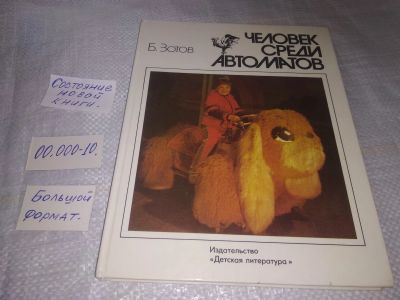 Б. Зотов
ЧЕЛОВЕК
СРЕДИ
АВТОМАТОВ
Состояние
новой
книги.
00.000-10.
Большой
формат.
Издательство
«Детская литература»